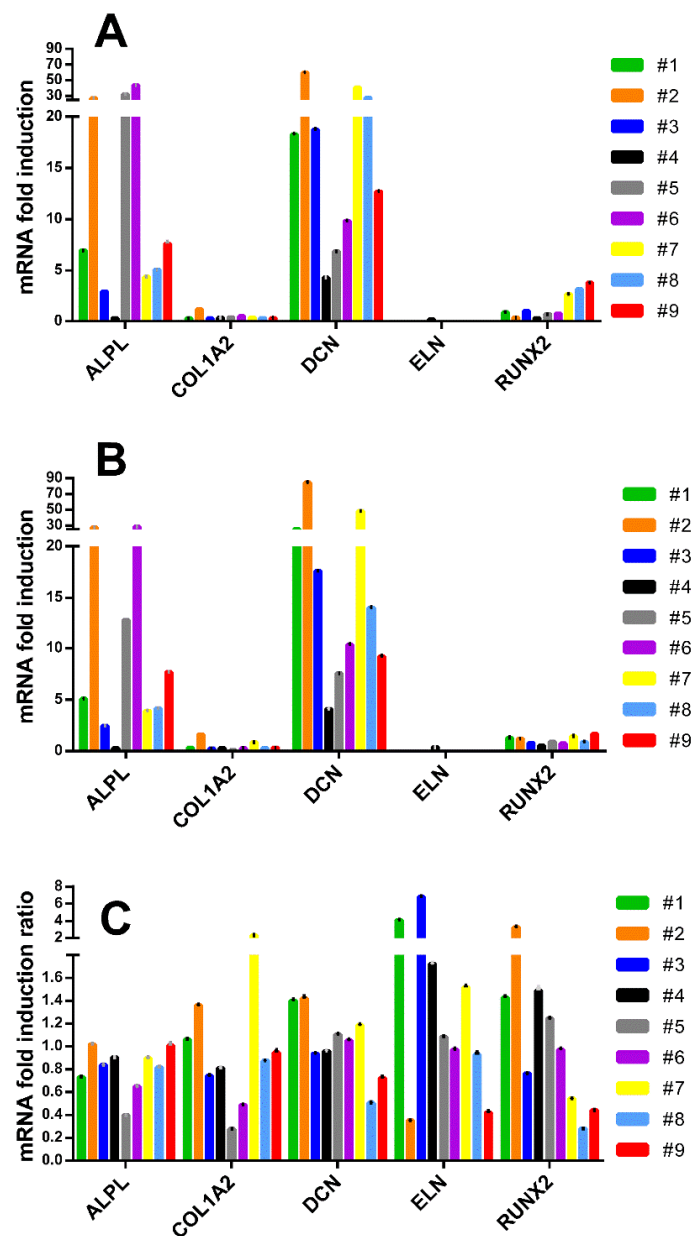 A
mRNA fold induction
90
70
50
30
20
15
10
5
0
ALPL
COL1A2
DCN
ELN
RUNX2
#1
#2
#3
#4
#5
#6
#7
#8
#9
B
mRNA fold induction
90
70
50
30
20
15
10
5
0
ALPL
COL1A2
DCN
ELN
RUNX2
#1
#2
#3
#4
#5
#6
#7
#8
#9
C
mRNA fold induction ratio
8
6
4
2
1.6
1.4
1.2
1.0
0.8
0.6
0.4
0.2
0.0
ALPL
COL1A2
DCN
ELN
RUNX2
#1
#2
#3
#4
#5
#6
#7
#8
#9